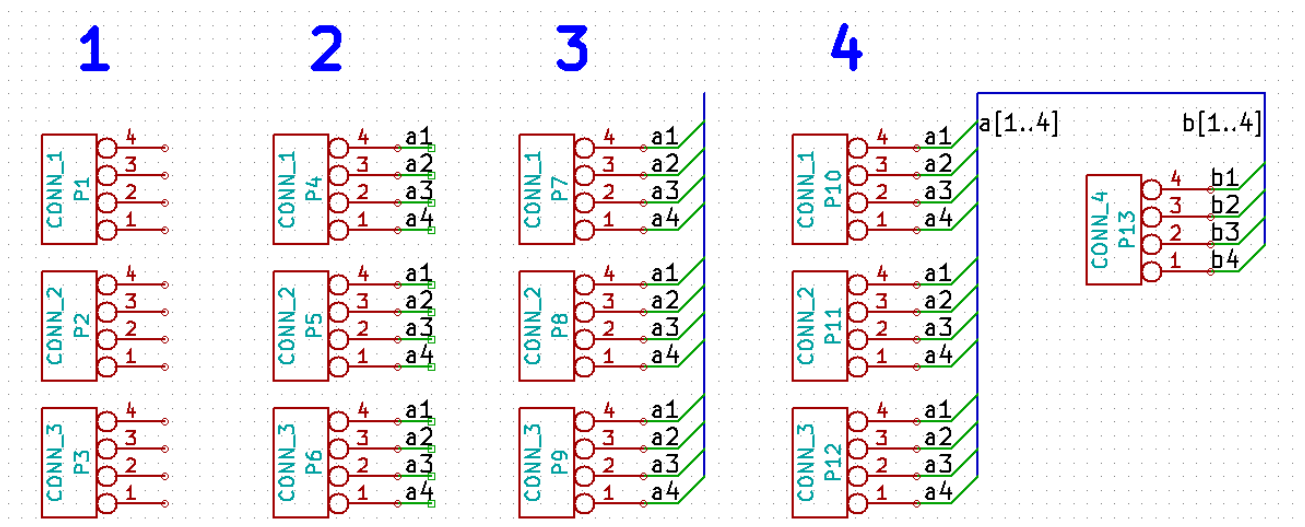 1 2 3 4
a[1..4] b[1..4]
CONN_1
P1
4
3
2
1
CONN_1
P4
4 a1
3 a2
2 a3
1 a4
CONN_1
P7
4 a1
3 a2
2 a3
1 a4
CONN_1
P10
4 a1
3 a2
2 a3
1 a4
CONN_4
P13
4 b1
3 b2
2 b3
1 b4
CONN_2
P2
4
3
2
1
CONN_2
P5
4 a1
3 a2
2 a3
1 a4
CONN_2
P8
4 a1
3 a2
2 a3
1 a4
CONN_2
P11
4 a1
3 a2
2 a3
1 a4
CONN_3
P3
4
3
2
1
CONN_3
P6
4 a1
3 a2
2 a3
1 a4
CONN_3
P9
4 a1
3 a2
2 a3
1 a4
CONN_3
P12
4 a1
3 a2
2 a3
1 a4